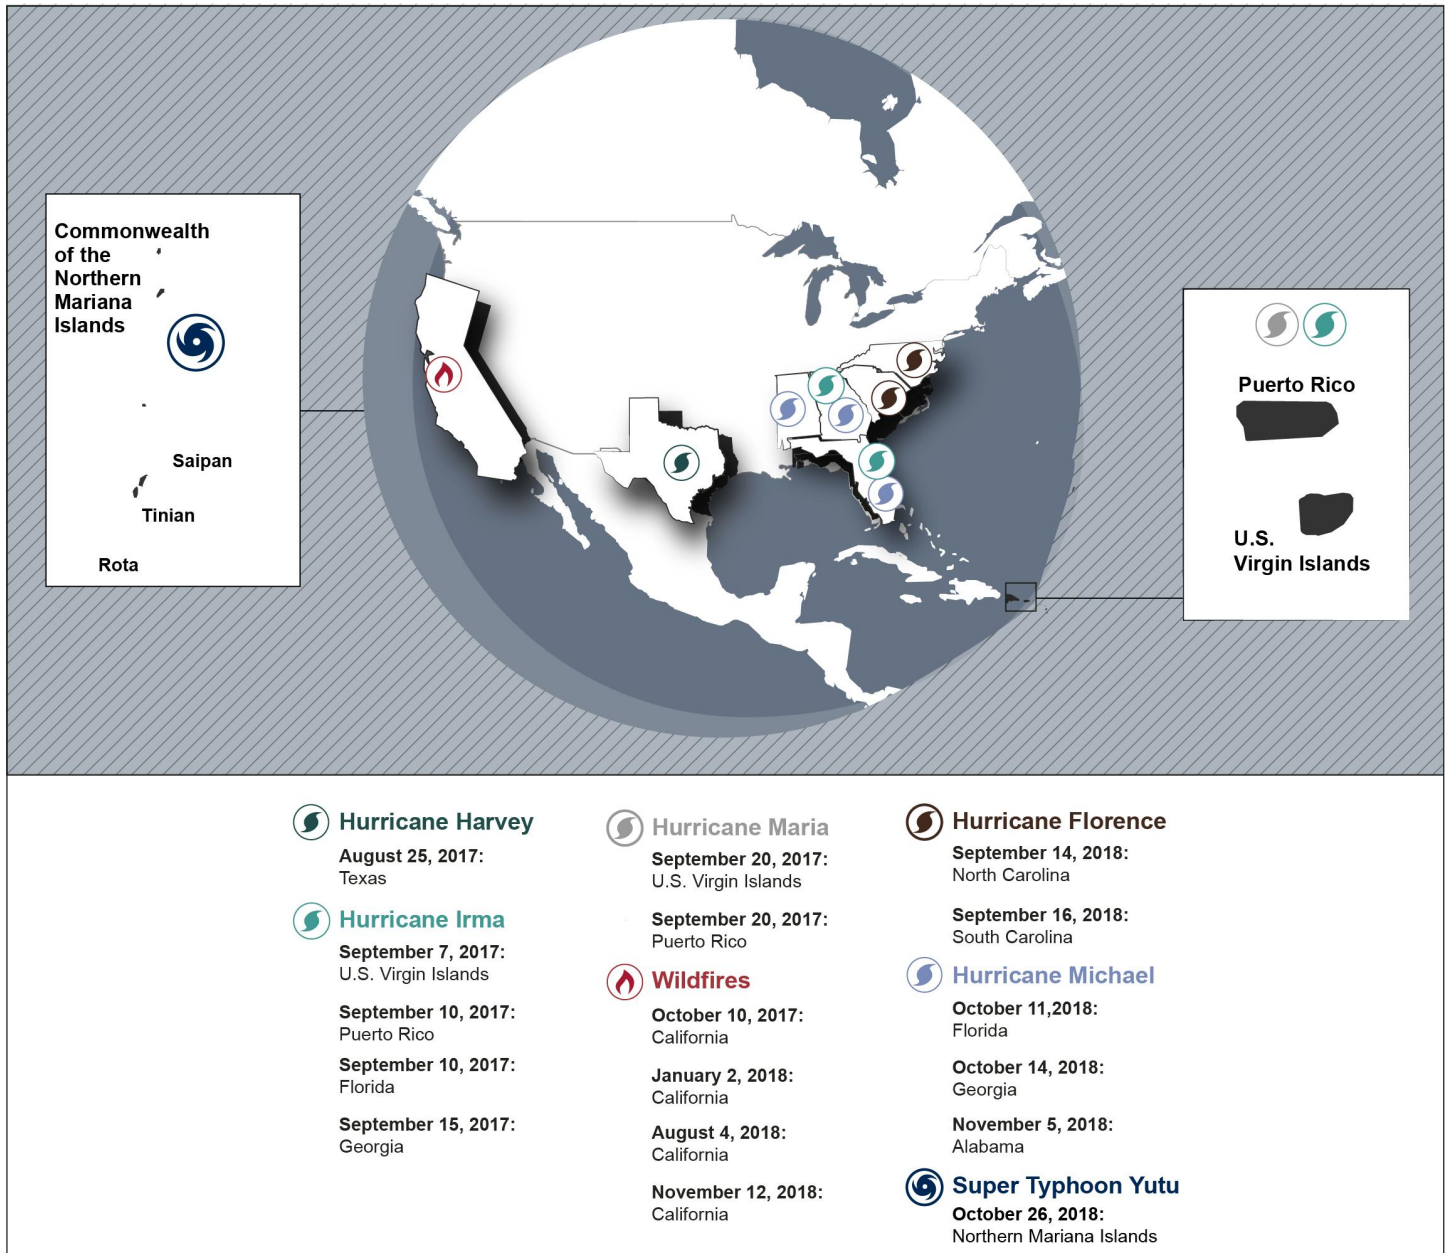 Commonwealth
of the
Northern
Mariana
Islands
Saipan
Tinian
Rota
Puerto Rico
U.S.
Virgin Islands
Hurricane Harvey
August 25, 2017:
Texas
Hurricane Irma
September 7, 2017:
U.S. Virgin Islands
September 10, 2017:
Puerto Rico
September 10, 2017:
Florida
September 15, 2017:
Georgia
Hurricane Maria
September 20, 2017:
U.S. Virgin Islands
September 20, 2017:
Puerto Rico
Wildfires
October 10, 2017:
California
January 2, 2018:
California
August 4, 2018:
California
November 12, 2018:
California
Hurricane Florence
September 14, 2018:
North Carolina
September 16, 2018:
South Carolina
Hurricane Michael
October 11,2018:
Florida
October 14, 2018:
Georgia
November 5, 2018:
Alabama
Super Typhoon Yutu
October 26, 2018:
Northern Mariana Islands